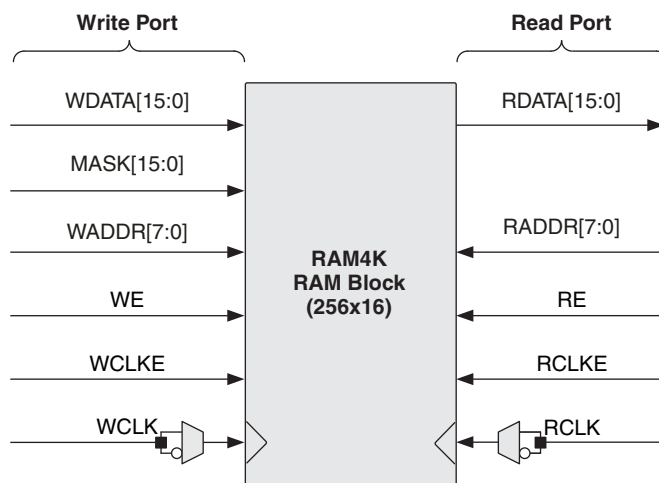 Write Port
Read Port
WDATA[15:0]
RDATA[15:0]
MASK[15:0]
WADDR[7:0]
RADDR[7:0]
RAM4K
RAM Block
(256x16)
WE
RE
WCLKE
RCLKE
WCLK
RCLK